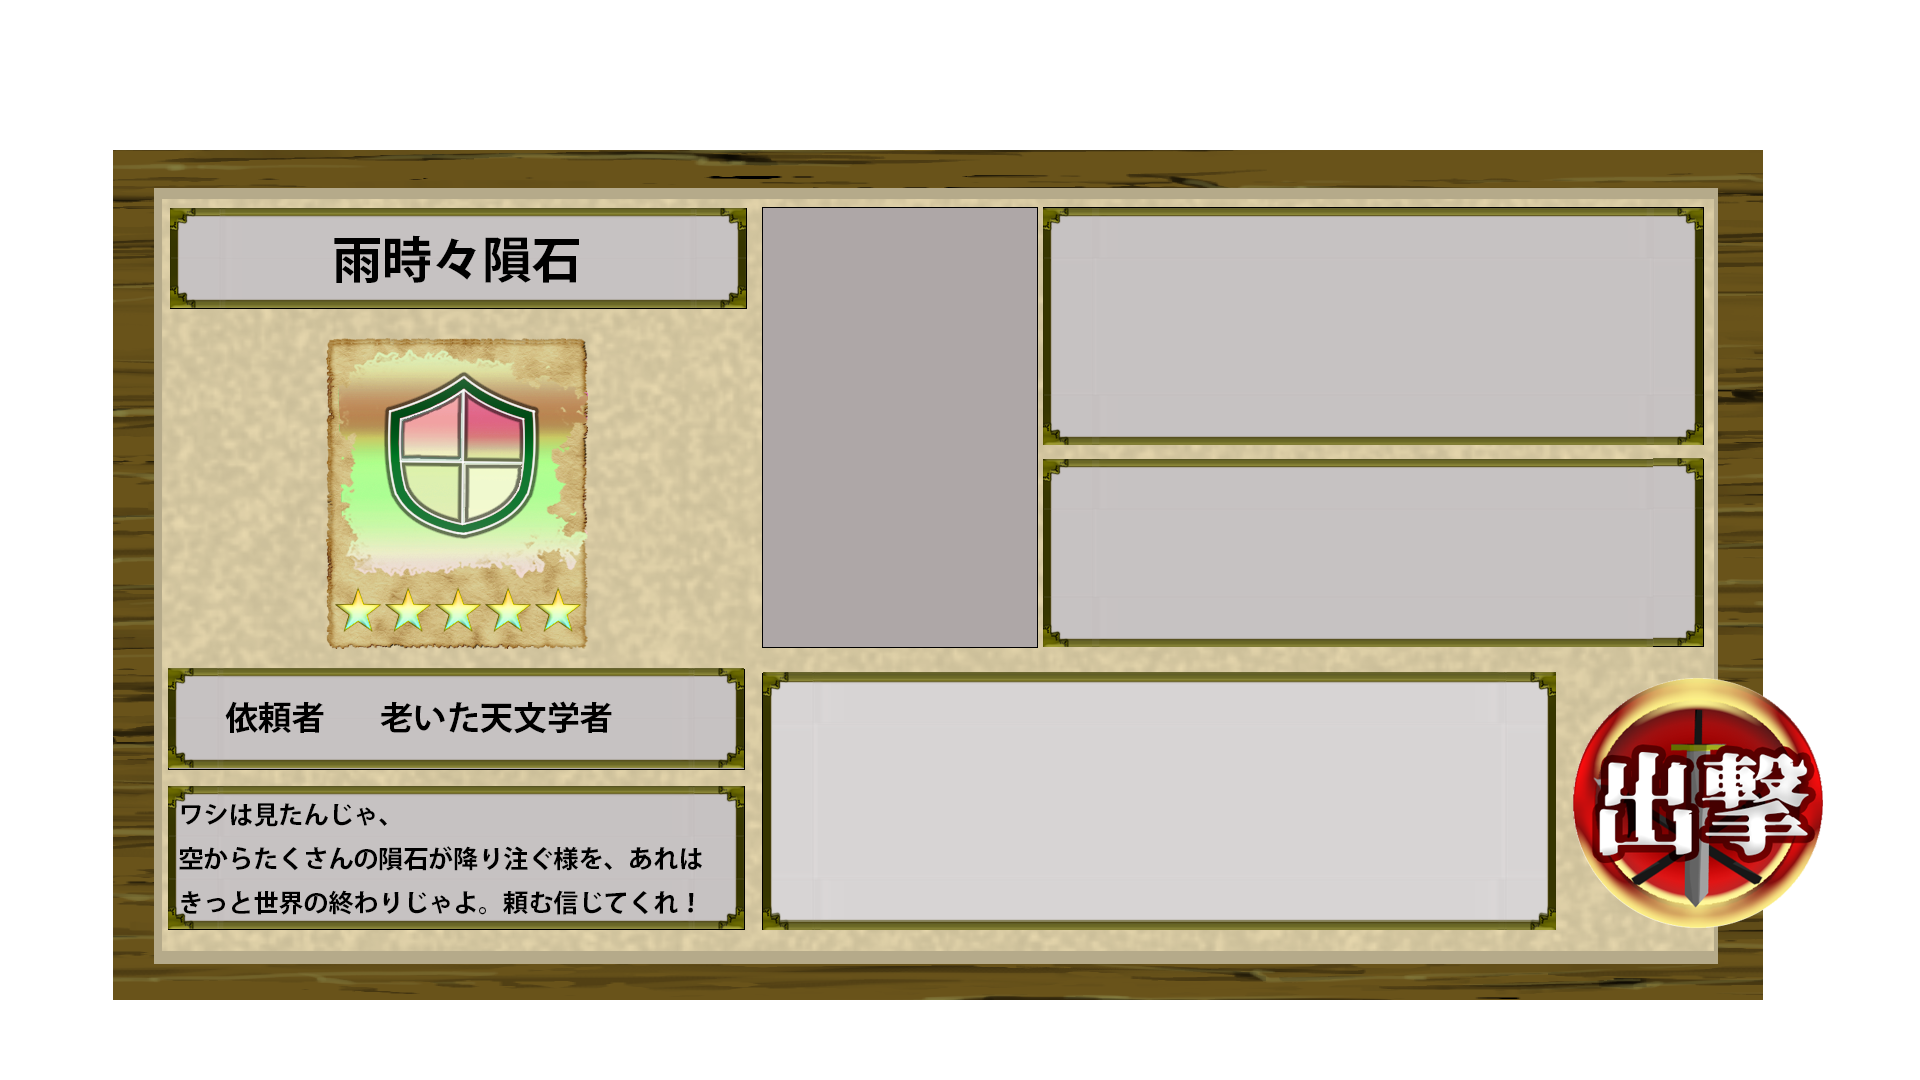 雨時々隕石
依頼者 老いた天文学者
ワシは見たんじゃ、
空からたくさんの隕石が降り注ぐ様を、あれは
きっと世界の終わりじゃよ。頼む信じてくれ！
出撃